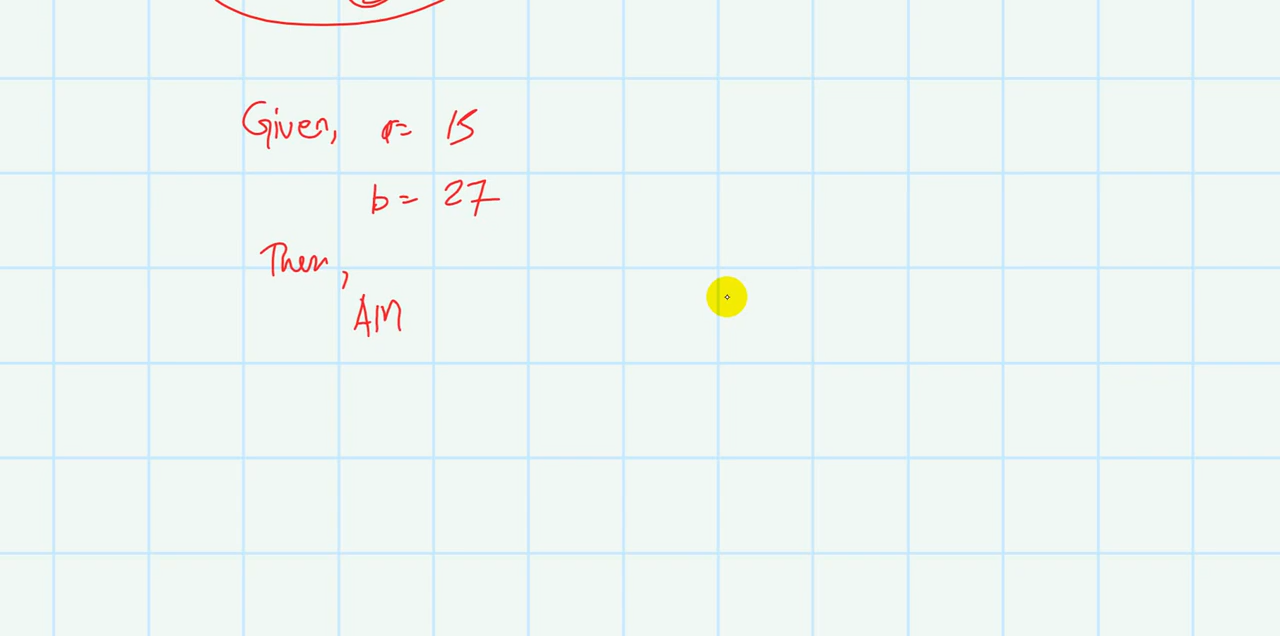 Given, a = 15
b = 27
Then,
AM